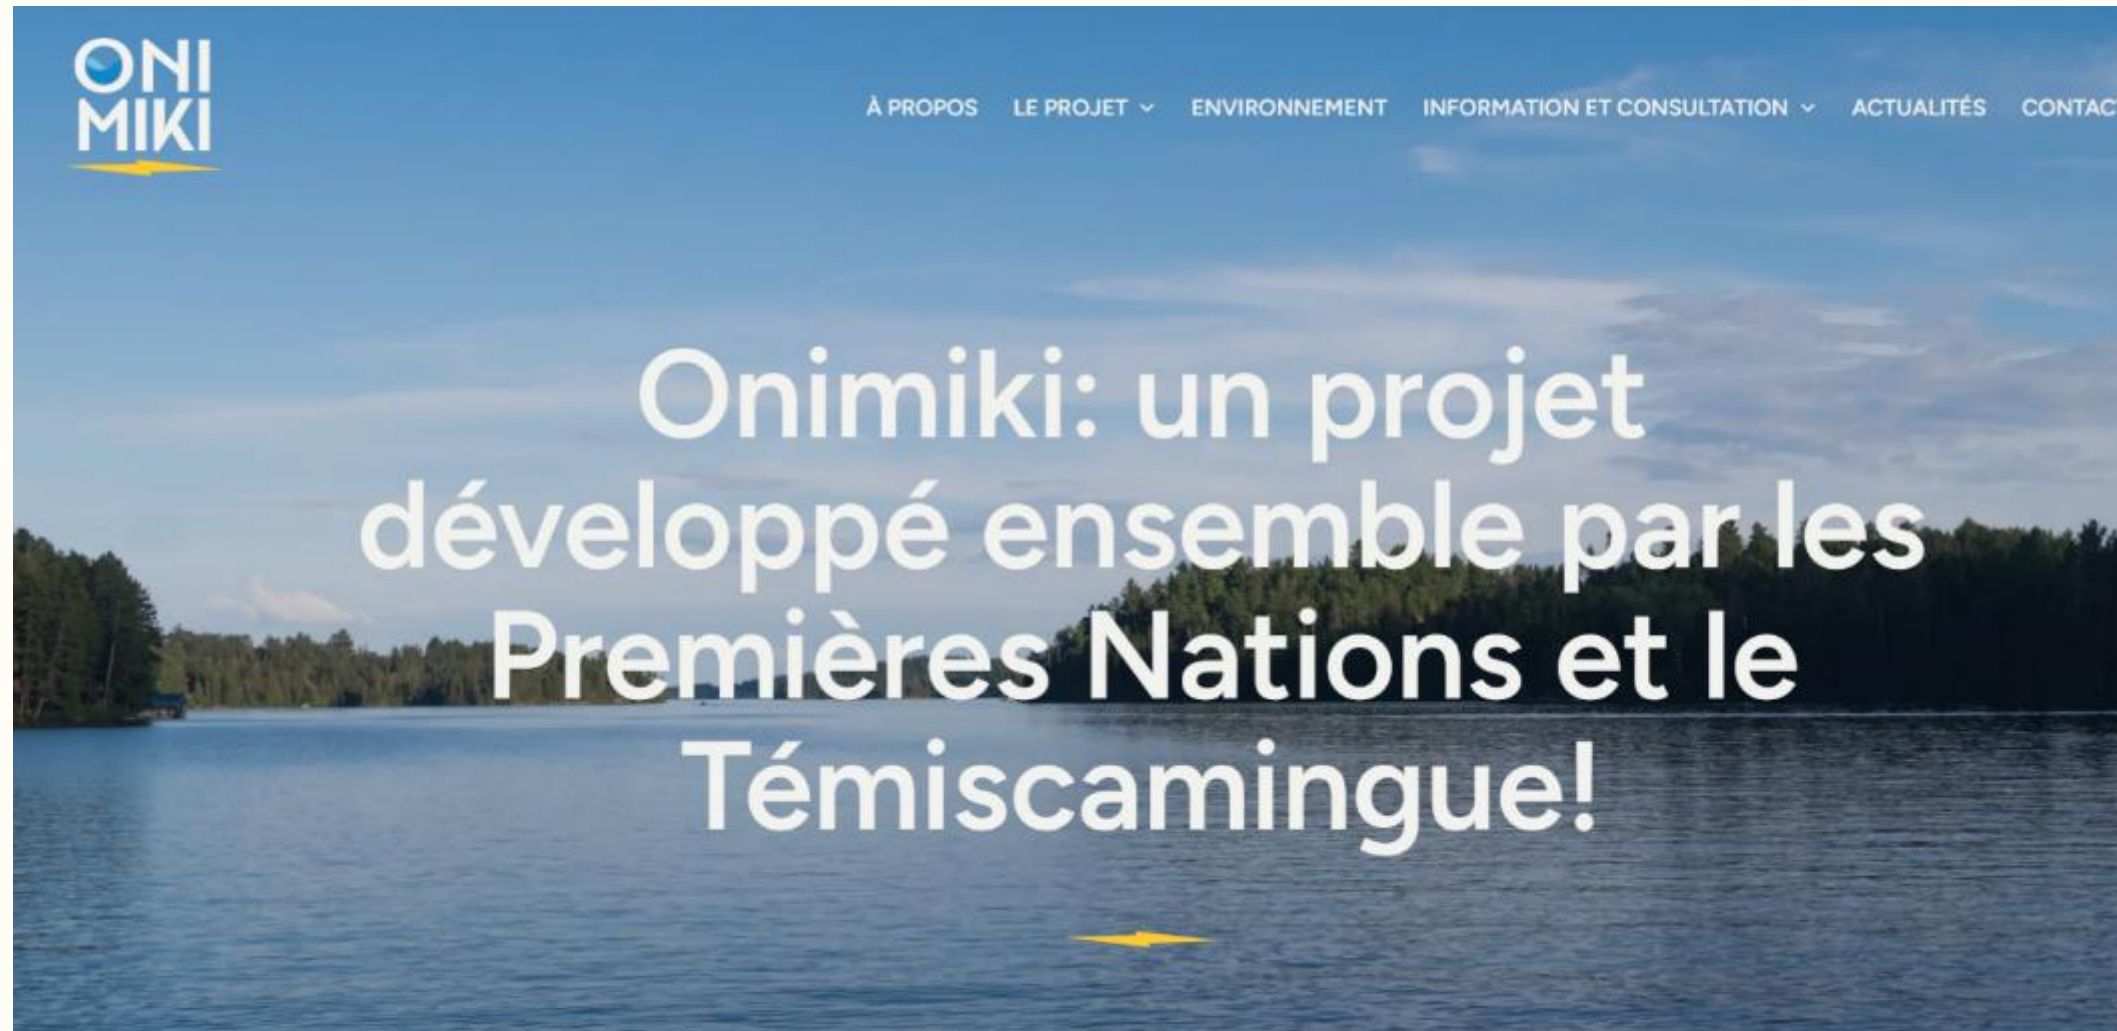 ONI
MIKI
À PROPOS LE PROJET ENVIRONNEMENT INFORMATION ET CONSULTATION ACTUALITÉS CONTAC
Onimiki: un projet
développé ensemble par les
Premières Nations et le
Témiscamingue!